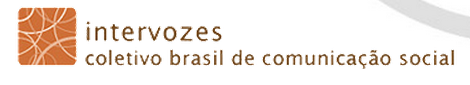 intervozes
coletivo brasil de comunicação social